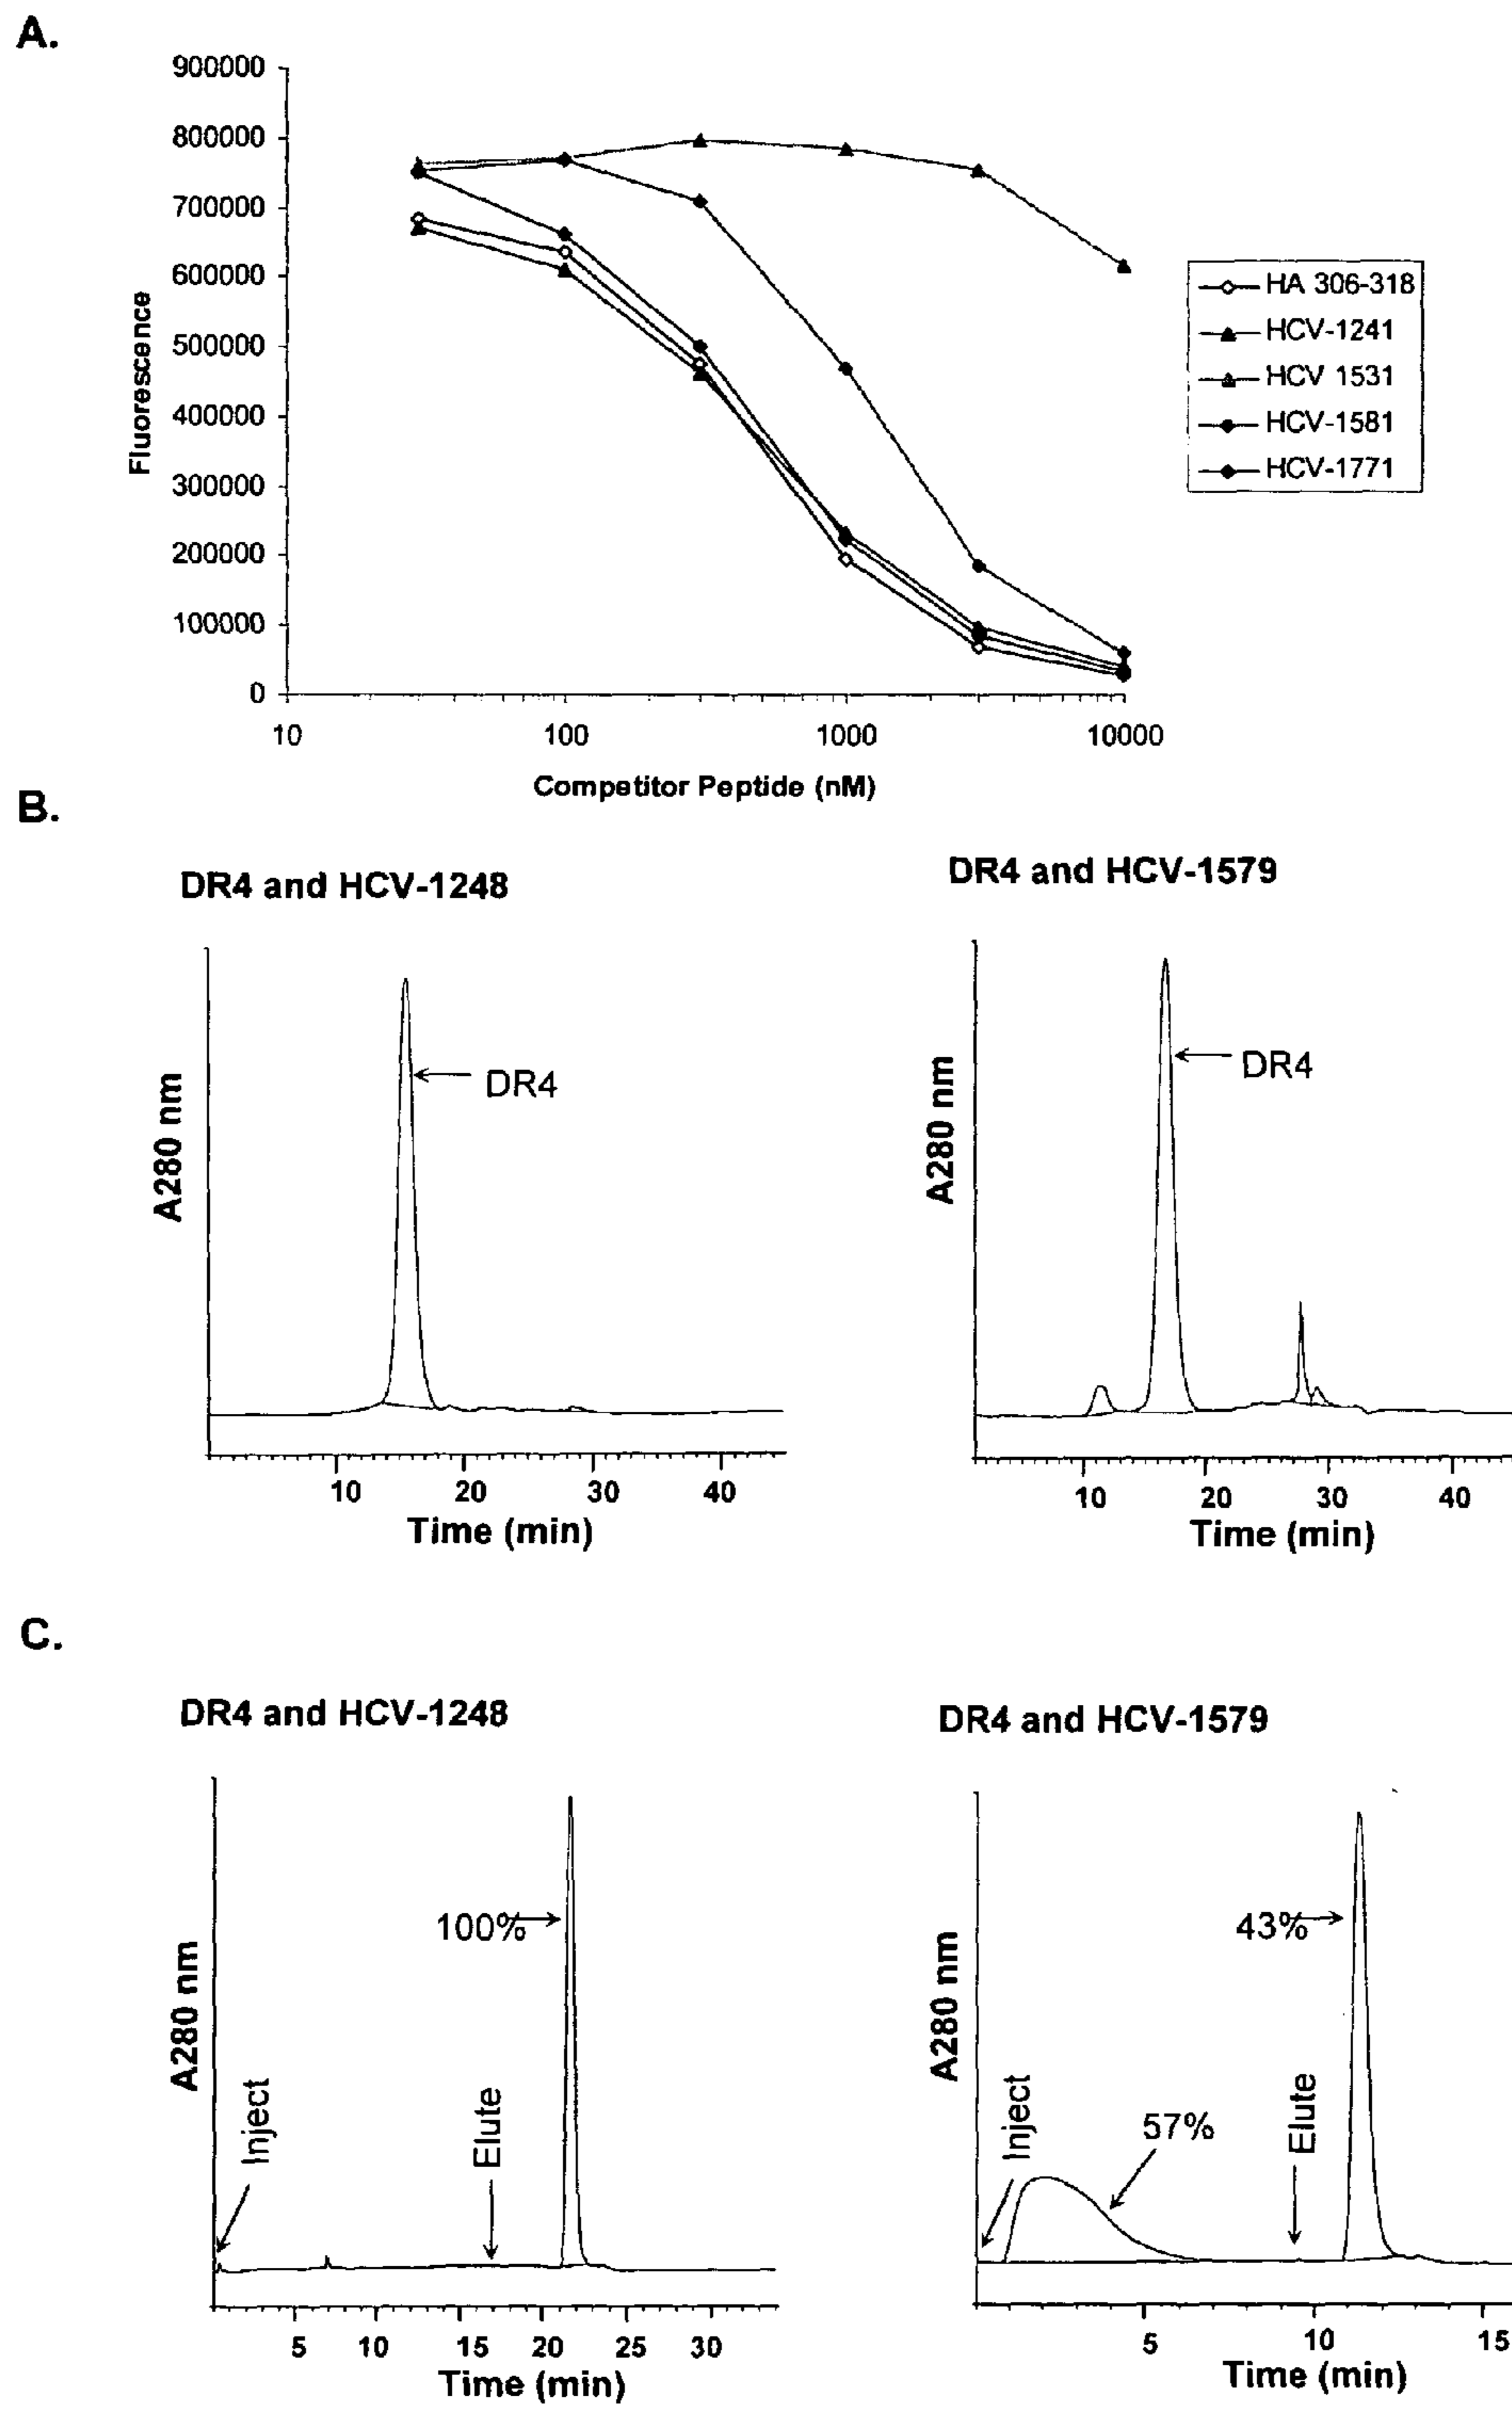 A.
900000
800000
700000
600000
500000
400000
300000
200000
100000
0
Fluorescence
10 100 1000 10000
Competitor Peptide (nM)
HA 306-318
HCV-1241
HCV 1531
HCV-1581
HCV-1771
B.
DR4 and HCV-1248
A280 nm
DR4
10 20 30 40
Time (min)
DR4 and HCV-1579
A280 nm
DR4
10 20 30 40
Time (min)
C.
DR4 and HCV-1248
A280 nm
Inject
100%
Elute
5 10 15 20 25 30
Time (min)
DR4 and HCV-1579
A280 nm
Inject
57%
43%
Elute
5 10 15
Time (min)